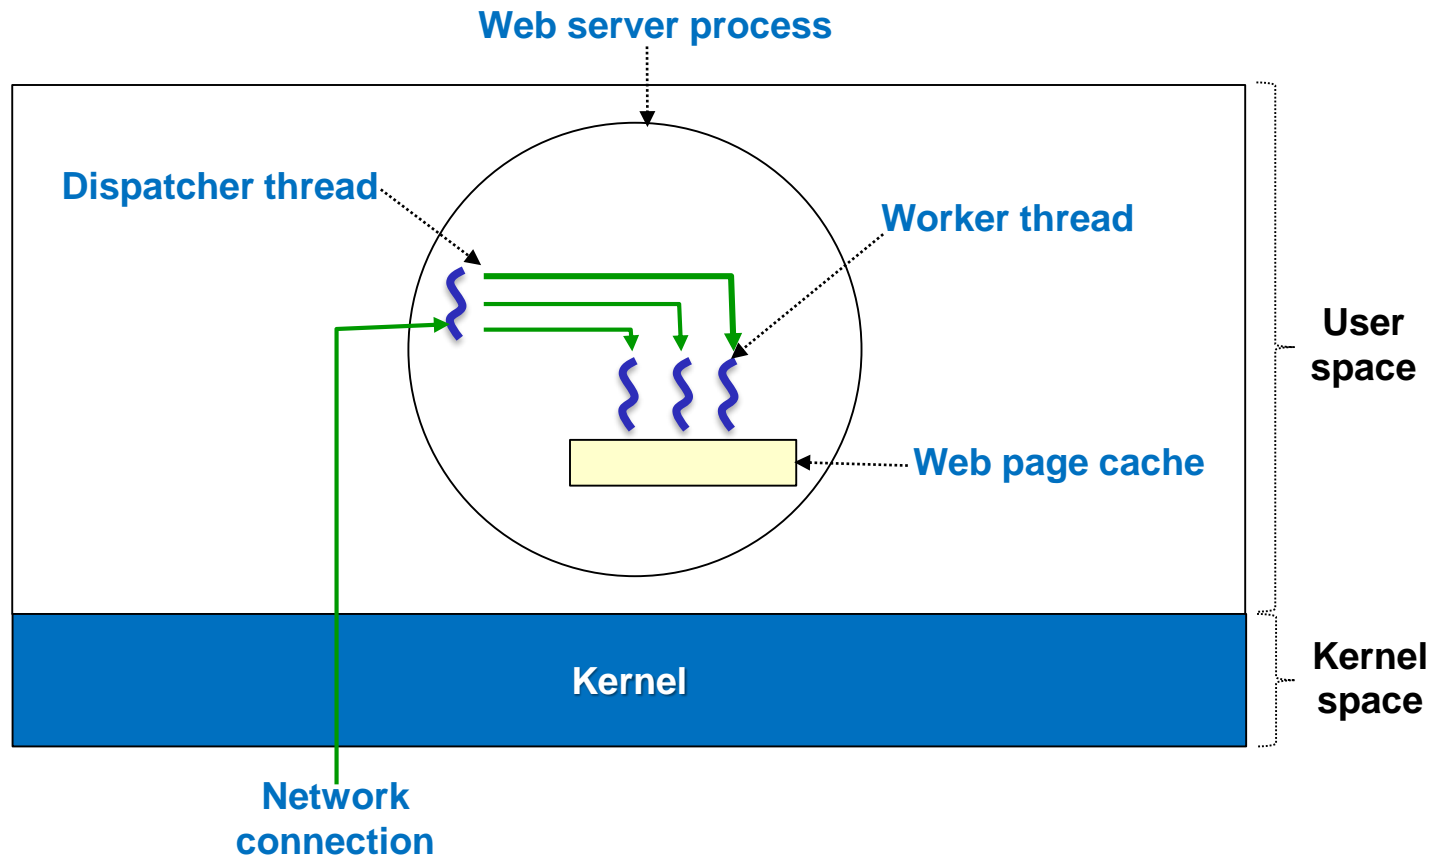 Web server process
Dispatcher thread
Worker thread
User
space
Web page cache
Kernel
Kernel
space
Network
connection